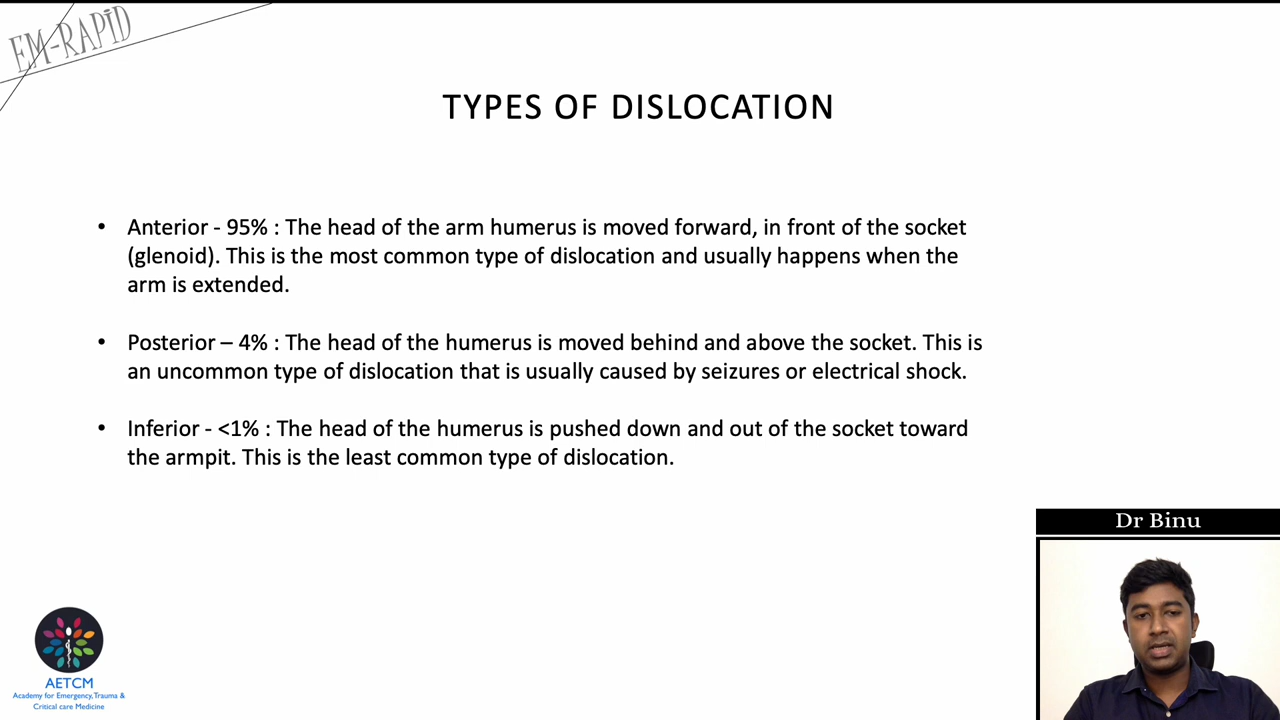 EM-RAPiD
TYPES OF DISLOCATION
• Anterior - 95% : The head of the arm humerus is moved forward, in front of the socket
(glenoid). This is the most common type of dislocation and usually happens when the
arm is extended.
• Posterior – 4% : The head of the humerus is moved behind and above the socket. This is
an uncommon type of dislocation that is usually caused by seizures or electrical shock.
• Inferior - <1% : The head of the humerus is pushed down and out of the socket toward
the armpit. This is the least common type of dislocation.
Dr Binu
AETCM
Academy for Emergency,Trauma &
Critical care Medicine